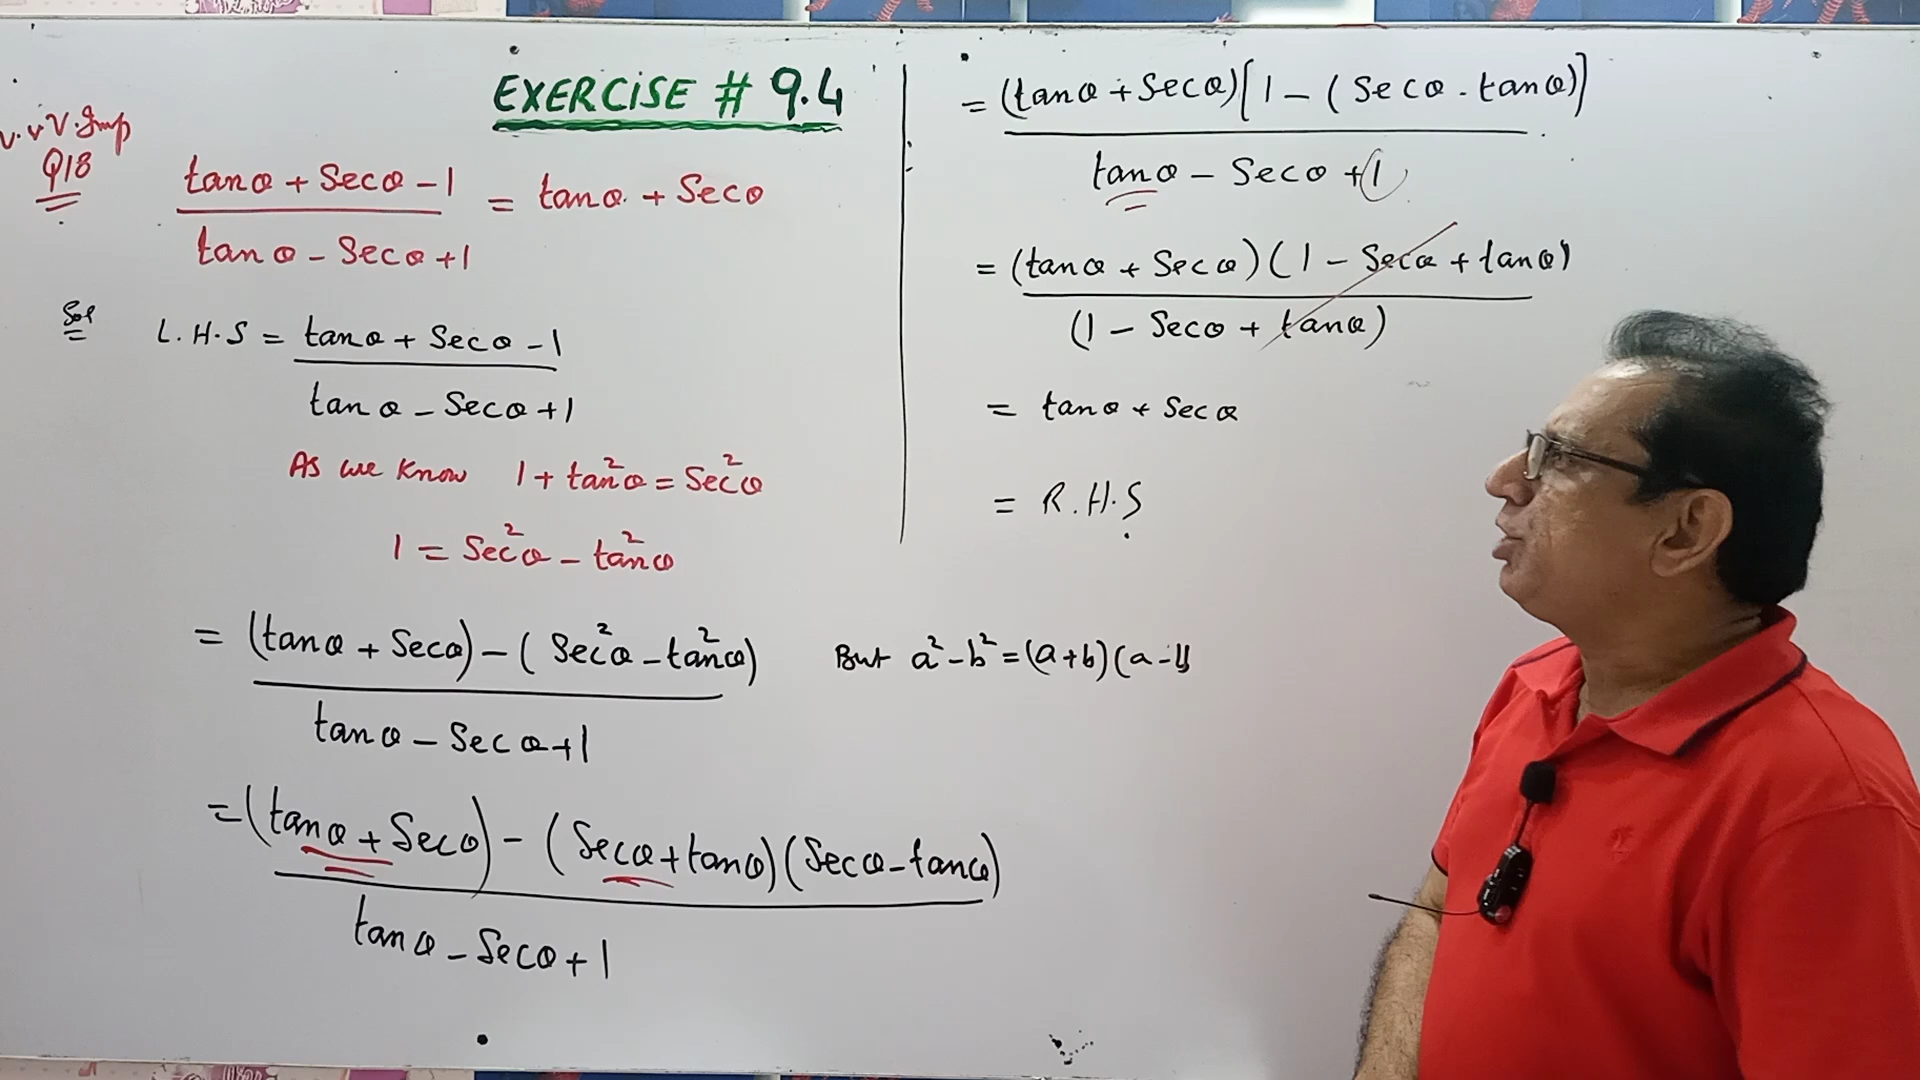 EXERCISE # 9.4
V.V.V.Imp
Q18
tanθ + Secθ - 1 / tanθ - Secθ + 1 = tanθ + Secθ
Sol
L.H.S = tanθ + Secθ - 1 / tanθ - Secθ + 1
As we know 1 + tan²θ = Sec²θ
1 = Sec²θ - tan²θ
= (tanθ + Secθ) - (Sec²θ - tan²θ) / tanθ - Secθ + 1
But a² - b² = (a+b)(a-b)
= (tanθ + Secθ) - (Secθ + tanθ)(Secθ - tanθ) / tanθ - Secθ + 1
= (tanθ + Secθ)[1 - (Secθ - tanθ)] / tanθ - Secθ + 1
= (tanθ + Secθ)(1 - Secθ + tanθ) / (1 - Secθ + tanθ)
= tanθ + Secθ
= R.H.S